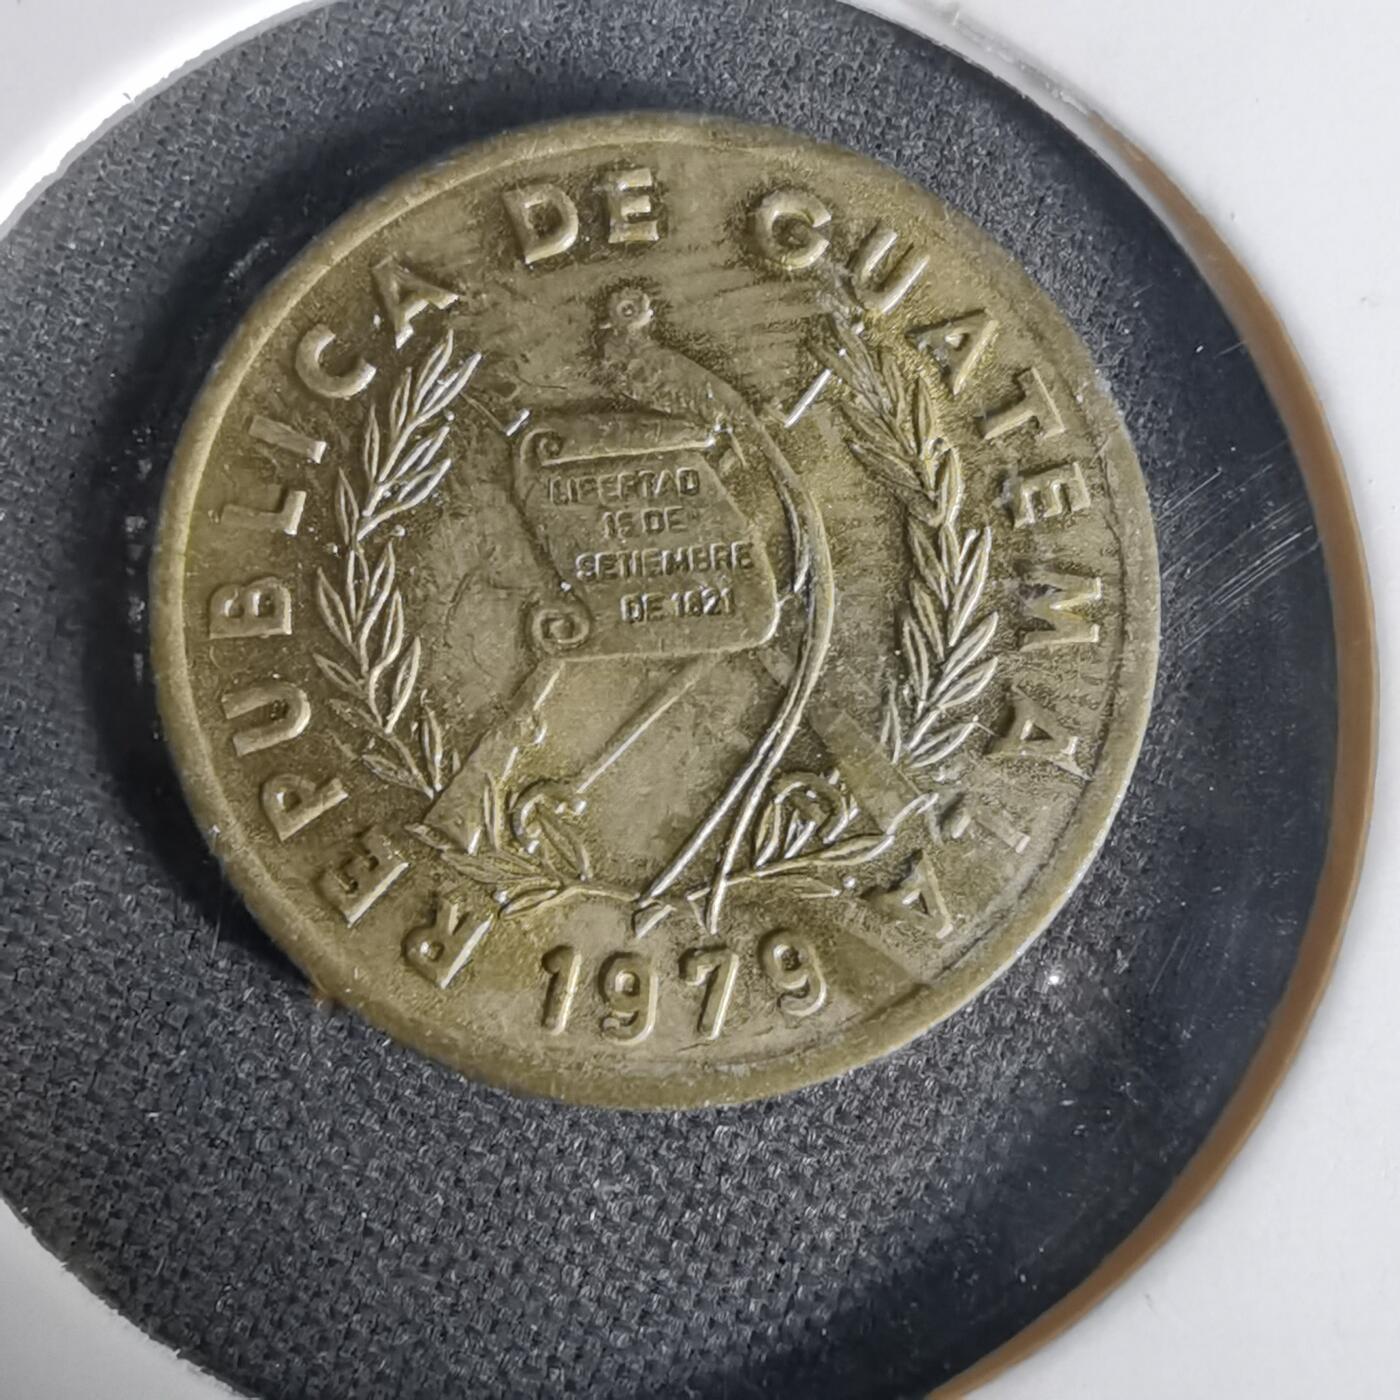 REPUBLICA DE GUATEMALA
LIBERTAD
15 DE
SETIEMBRE
DE 1821
1979